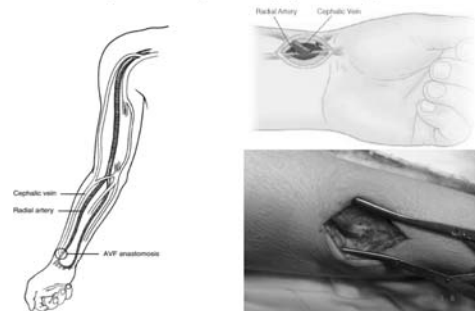 Cephalic vein
Radial artery
AVF anastomosis
Radial Artery
Cephalic Vein